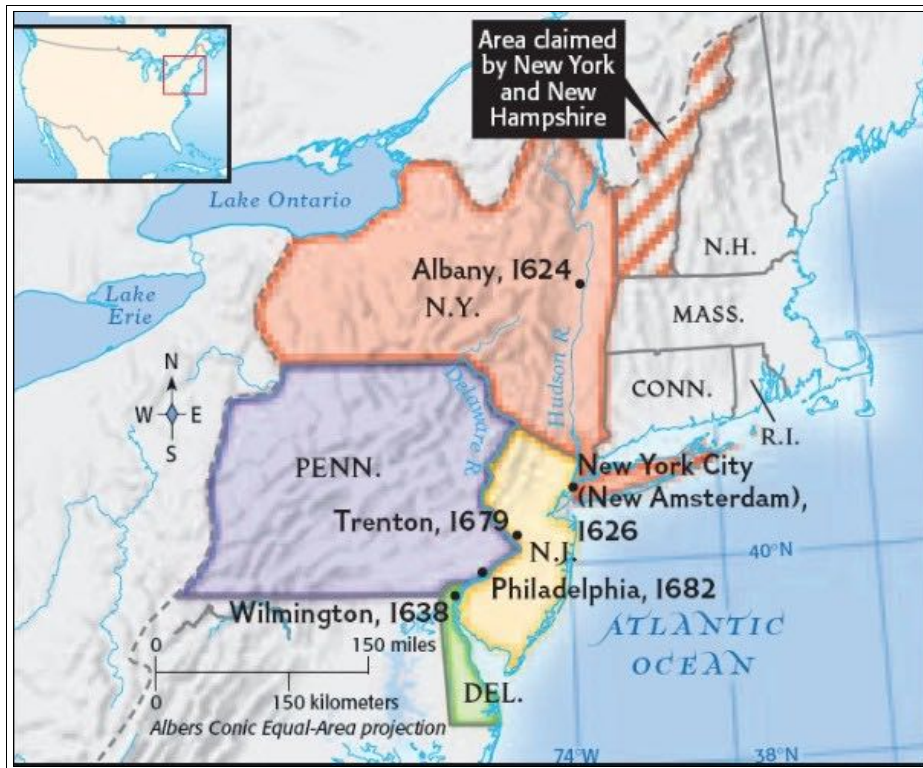 Area claimed
by New York
and New
Hampshire
Lake Ontario
Lake
Erie
Albany, 1624
N.Y.
N.H.
MASS.
CONN.
R.I.
Hudson R.
Delaware R.
N
W E
S
PENN.
New York City
(New Amsterdam),
1626
Trenton, 1679
N.J.
40°N
Philadelphia, 1682
Wilmington, 1638
ATLANTIC
OCEAN
0 150 miles
0 150 kilometers
DEL.
Albers Conic Equal-Area projection
74°W
38°N